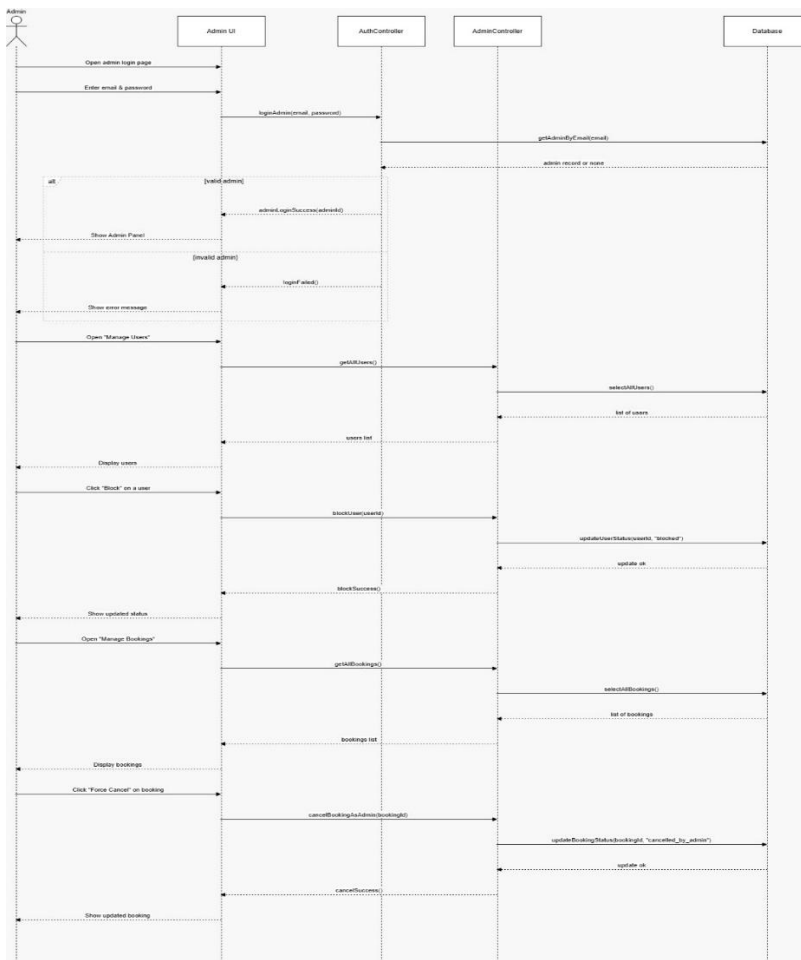 Admin
Admin UI
AuthController
AdminController
Database
Open admin login page
Enter email & password
loginAdmin(email, password)
getAdminByEmail(email)
admin record or none
alt
[valid admin]
adminLoginSuccess(adminId)
Show Admin Panel
[invalid admin]
loginFailed()
Show error message
Open "Manage Users"
getAllUsers()
selectAllUsers()
list of users
users list
Display users
Click "Block" on a user
blockUser(userId)
updateUserStatus(userId, "blocked")
update ok
blockSuccess()
Show updated status
Open "Manage Bookings"
getAllBookings()
selectAllBookings()
list of bookings
bookings list
Display bookings
Click "Force Cancel" on booking
cancelBookingAsAdmin(bookingId)
updateBookingStatus(bookingId, "cancelled_by_admin")
update ok
cancelSuccess()
Show updated booking